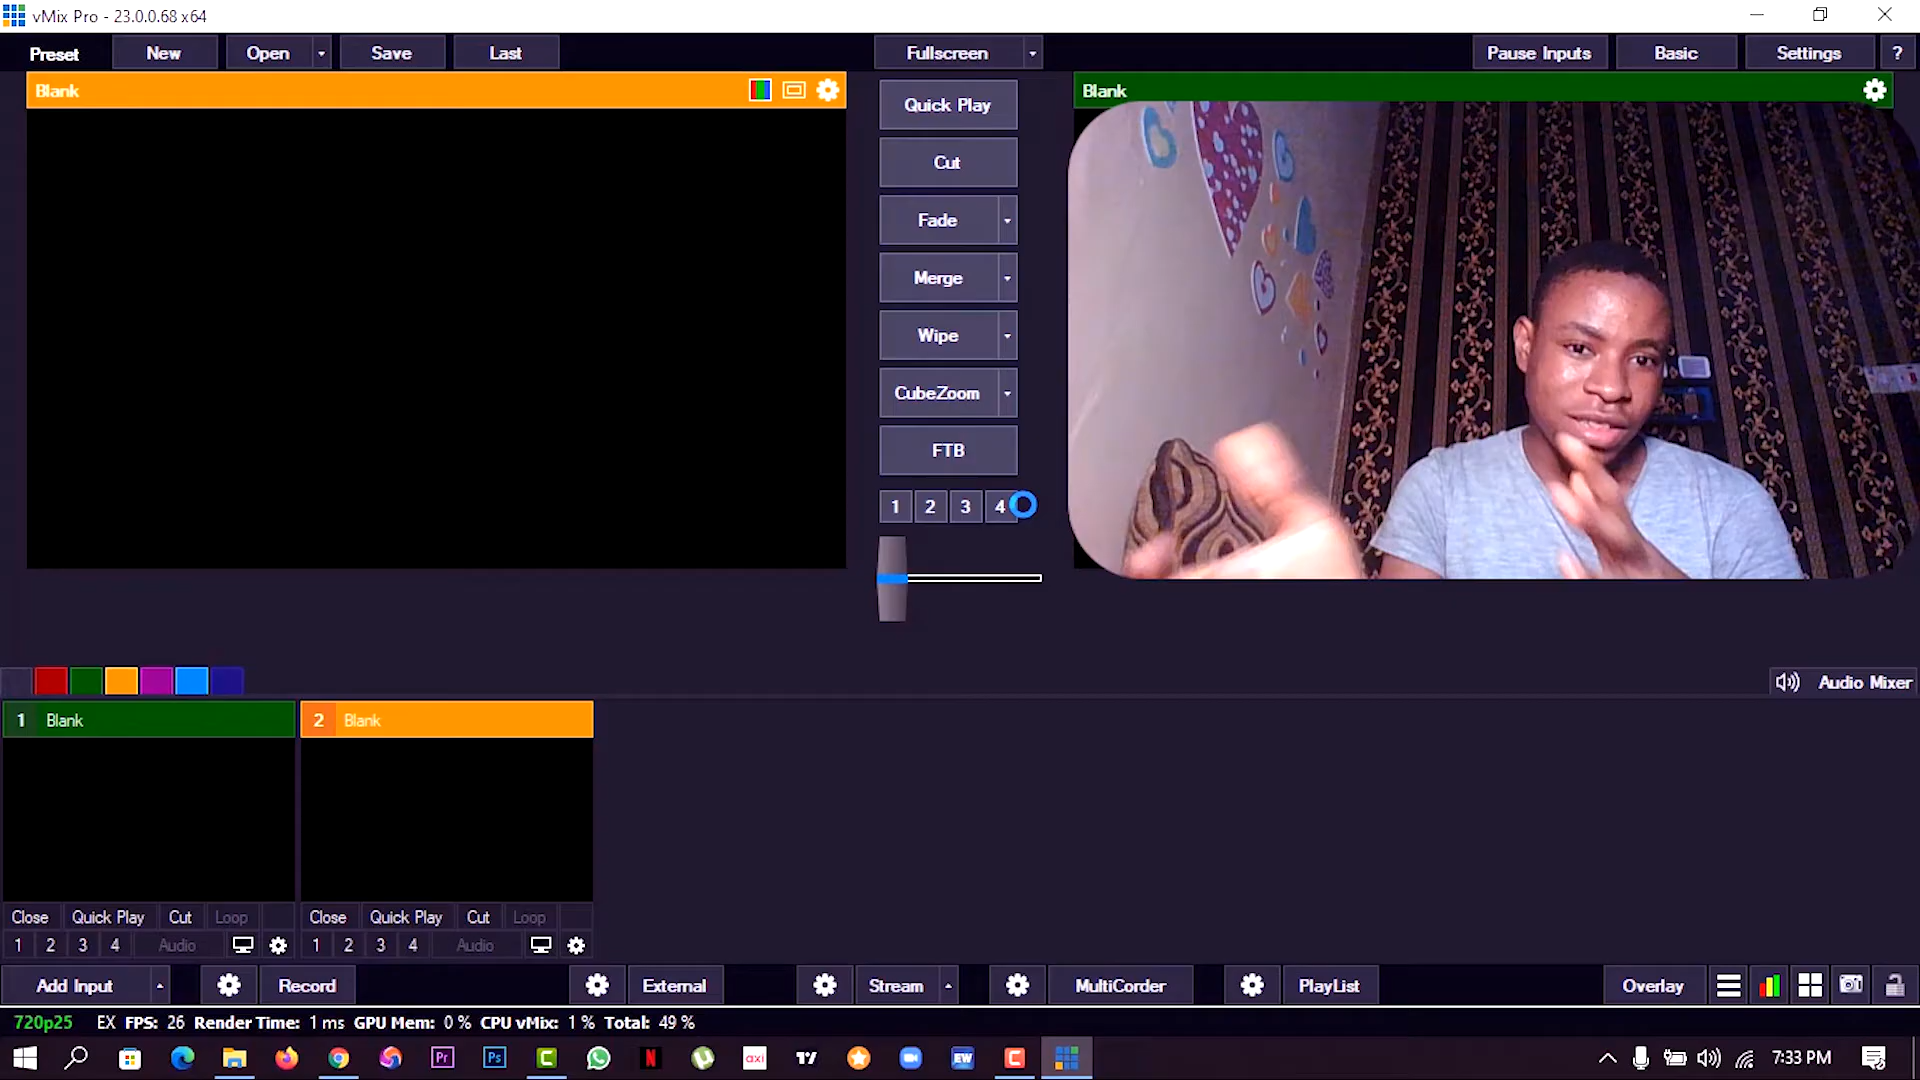 vMix Pro - 23.0.0.68 x64
Preset New Open Save Last Fullscreen Pause Inputs Basic Settings ?
Blank
Blank
Quick Play
Cut
Fade
Merge
Wipe
CubeZoom
FTB
1 2 3 4
Audio Mixer
1 Blank
2 Blank
Close Quick Play Cut Loop
1 2 3 4 Audio
Close Quick Play Cut Loop
1 2 3 4 Audio
Add Input Record External Stream MultiCorder PlayList Overlay
720p25 EX FPS: 26 Render Time: 1 ms GPU Mem: 0 % CPU vMix: 1 % Total: 49 %
Pr Ps C N axi EW C 7:33 PM